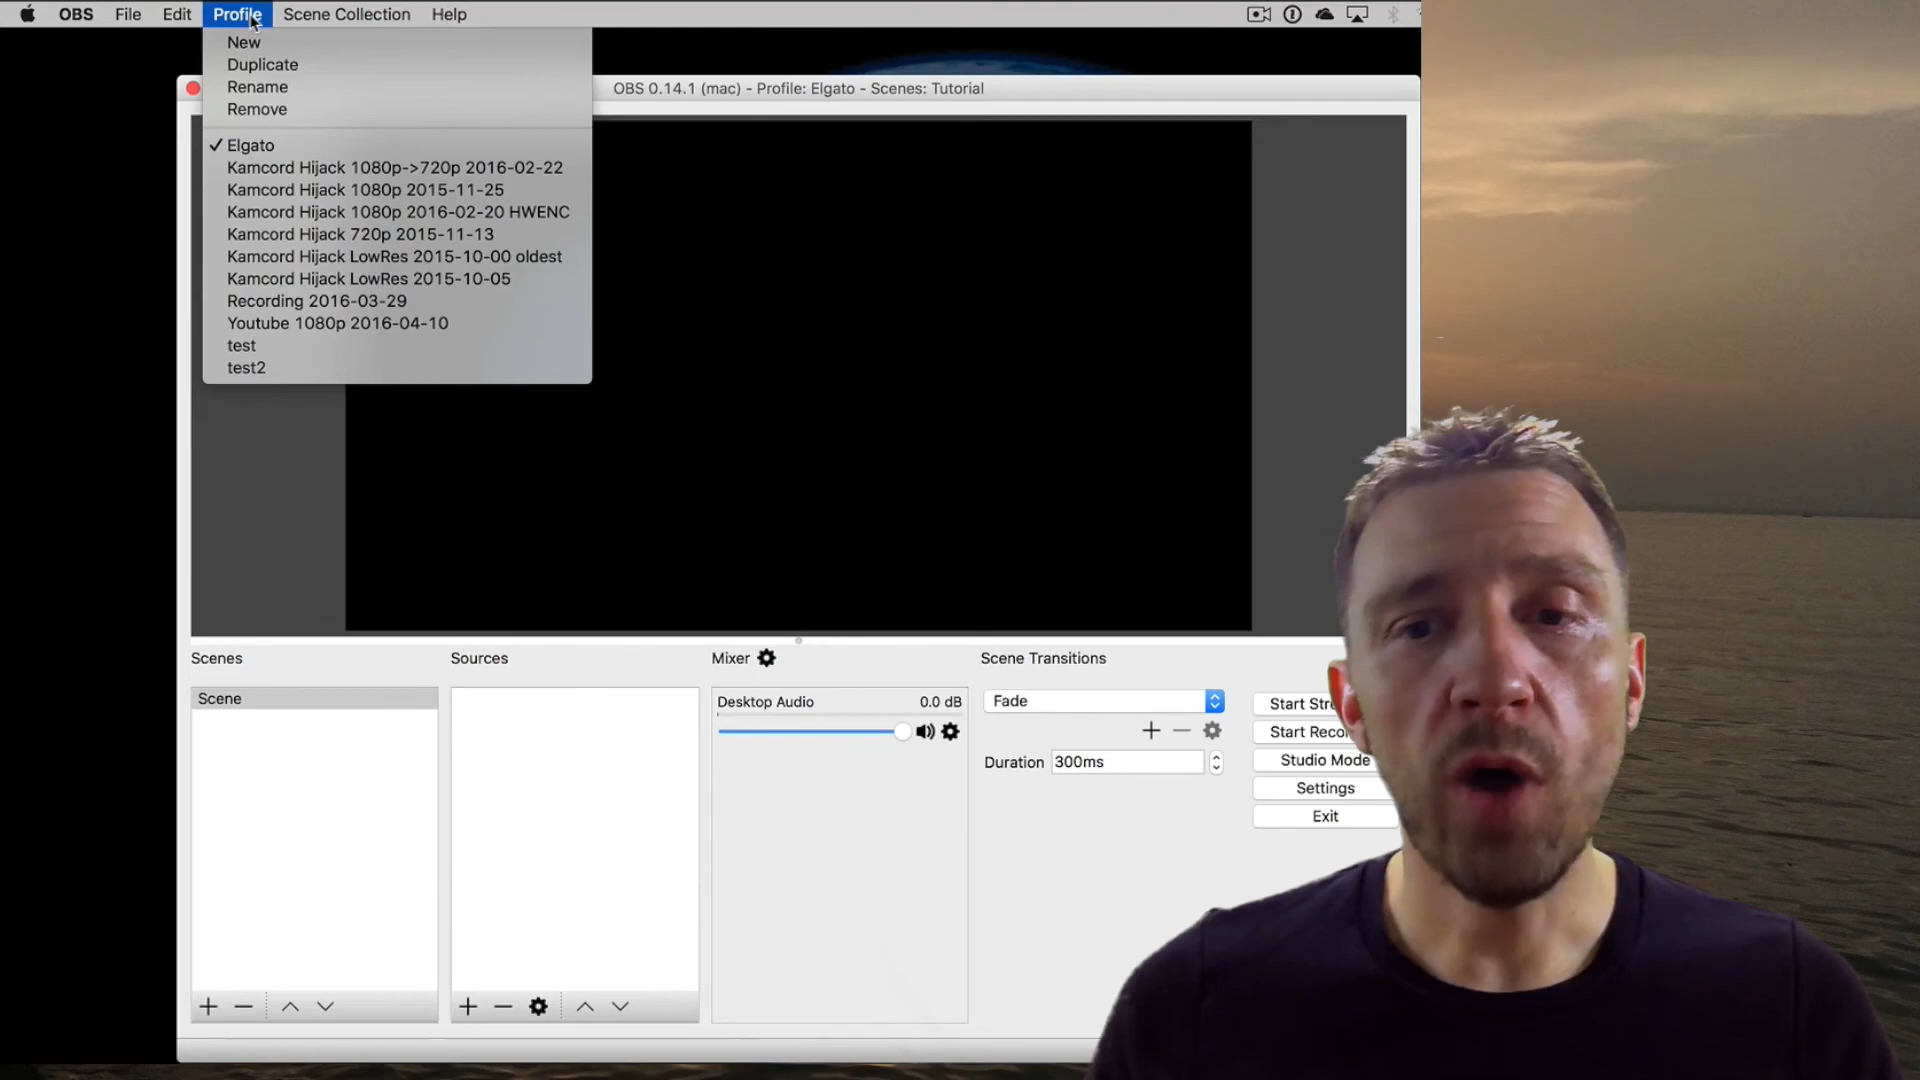 OBS File Edit Profile Scene Collection Help
New
Duplicate
Rename
Remove
OBS 0.14.1 (mac) - Profile: Elgato - Scenes: Tutorial
✓ Elgato
Kamcord Hijack 1080p->720p 2016-02-22
Kamcord Hijack 1080p 2015-11-25
Kamcord Hijack 1080p 2016-02-20 HWENC
Kamcord Hijack 720p 2015-11-13
Kamcord Hijack LowRes 2015-10-00 oldest
Kamcord Hijack LowRes 2015-10-05
Recording 2016-03-29
Youtube 1080p 2016-04-10
test
test2
Scenes
Sources
Mixer
Scene Transitions
Scene
Desktop Audio 0.0 dB
Fade
Duration 300ms
Start Stre
Start Reco
Studio Mode
Settings
Exit